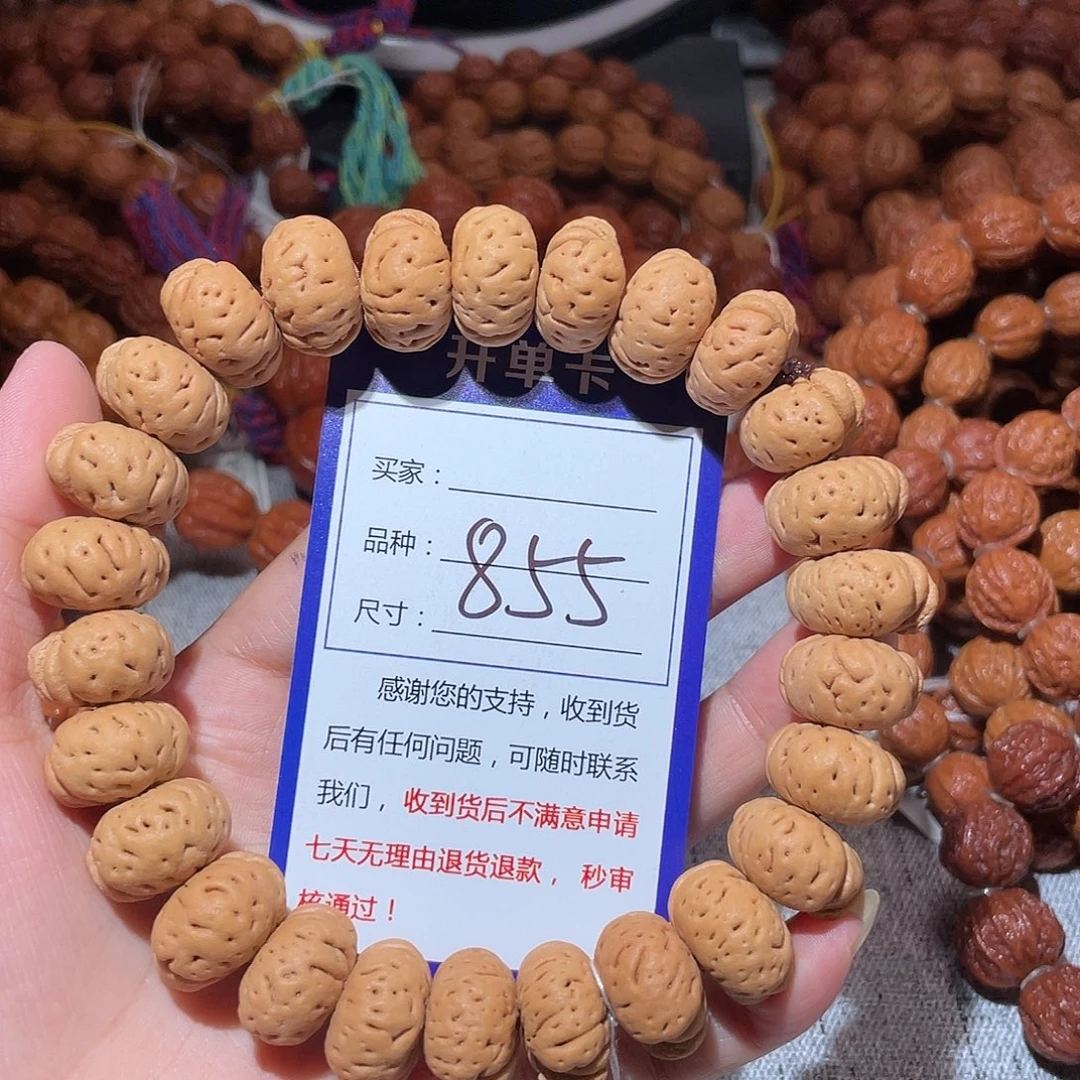 开单卡
买家：
品种：
855
尺寸：
感谢您的支持，收到货
后有任何问题，可随时联系
我们，收到货后不满意申请
七天无理由退货退款，秒审
核通过！